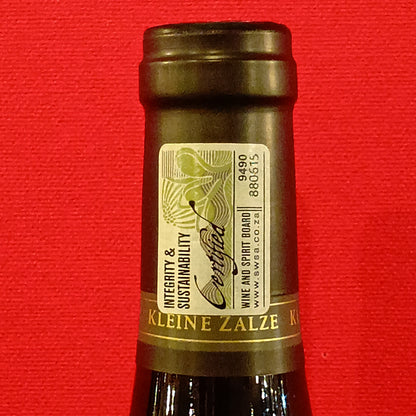 INTEGRITY &
SUSTAINABILITY
Certified
WINE AND SPIRIT BOARD
www.swsa.co.za
9490
880615
KLEINE ZALZE K